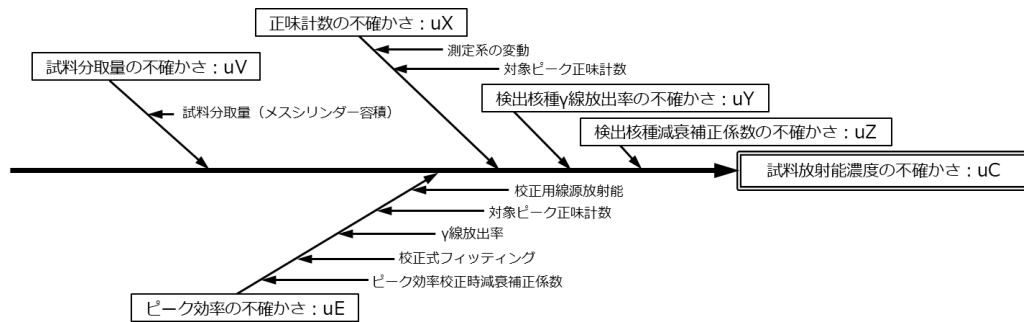 正味計数の不確かさ：uX
測定系の変動
対象ピーク正味計数
試料分取量の不確かさ：uV
試料分取量（メスシリンダー容積）
検出核種γ線放出率の不確かさ：uY
検出核種減衰補正係数の不確かさ：uZ
試料放射能濃度の不確かさ：uC
校正用線源放射能
対象ピーク正味計数
γ線放出率
校正式フィッティング
ピーク効率校正時減衰補正係数
ピーク効率の不確かさ：uE